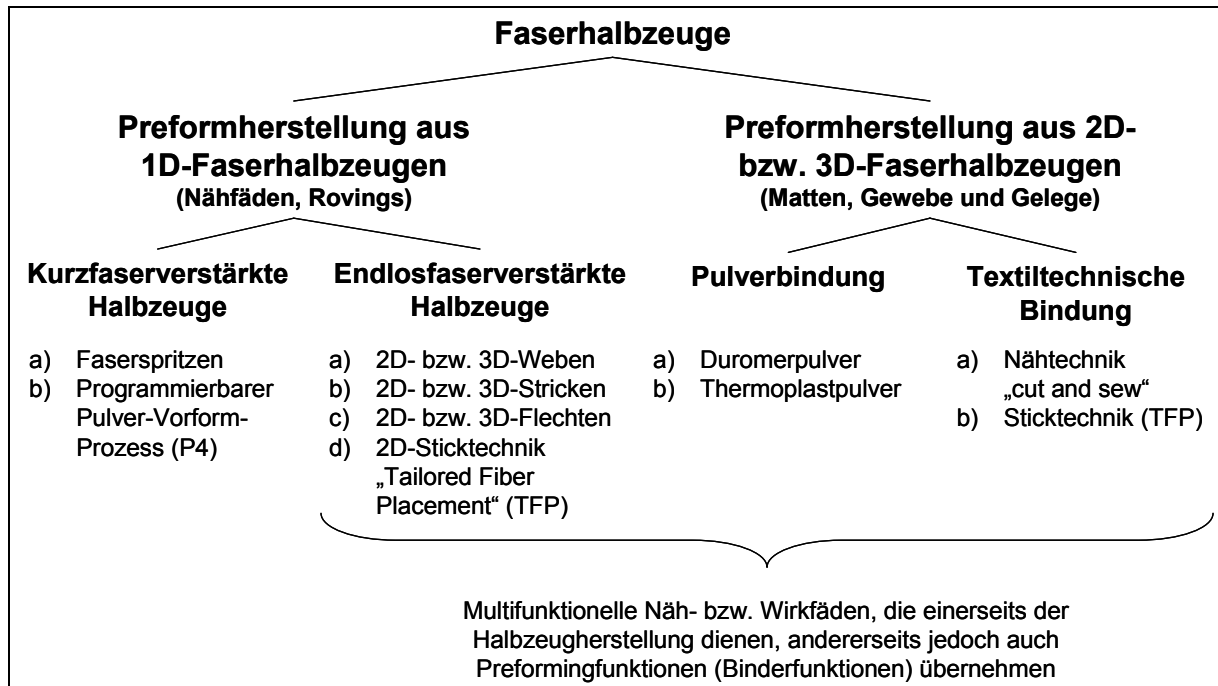 Faserhalbzeuge
Preformherstellung aus
1D-Faserhalbzeugen
(Nähfäden, Rovings)
Preformherstellung aus 2D-
bzw. 3D-Faserhalbzeugen
(Matten, Gewebe und Gelege)
Kurzfaserverstärkte
Halbzeuge
a) Faserspritzen
b) Programmierbarer
Pulver-Vorform-
Prozess (P4)
Endlosfaserverstärkte
Halbzeuge
a) 2D- bzw. 3D-Weben
b) 2D- bzw. 3D-Stricken
c) 2D- bzw. 3D-Flechten
d) 2D-Sticktechnik
„Tailored Fiber
Placement“ (TFP)
Pulverbindung
a) Duromerpulver
b) Thermoplastpulver
Textiltechnische
Bindung
a) Nähtechnik
„cut and sew“
b) Sticktechnik (TFP)
Multifunktionelle Näh- bzw. Wirkfäden, die einerseits der
Halbzeugherstellung dienen, andererseits jedoch auch
Preformingfunktionen (Binderfunktionen) übernehmen